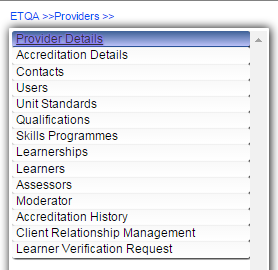 ETQA >>Providers >>
Provider Details
Accreditation Details
Contacts
Users
Unit Standards
Qualifications
Skills Programmes
Learnerships
Learners
Assessors
Moderator
Accreditation History
Client Relationship Management
Learner Verification Request